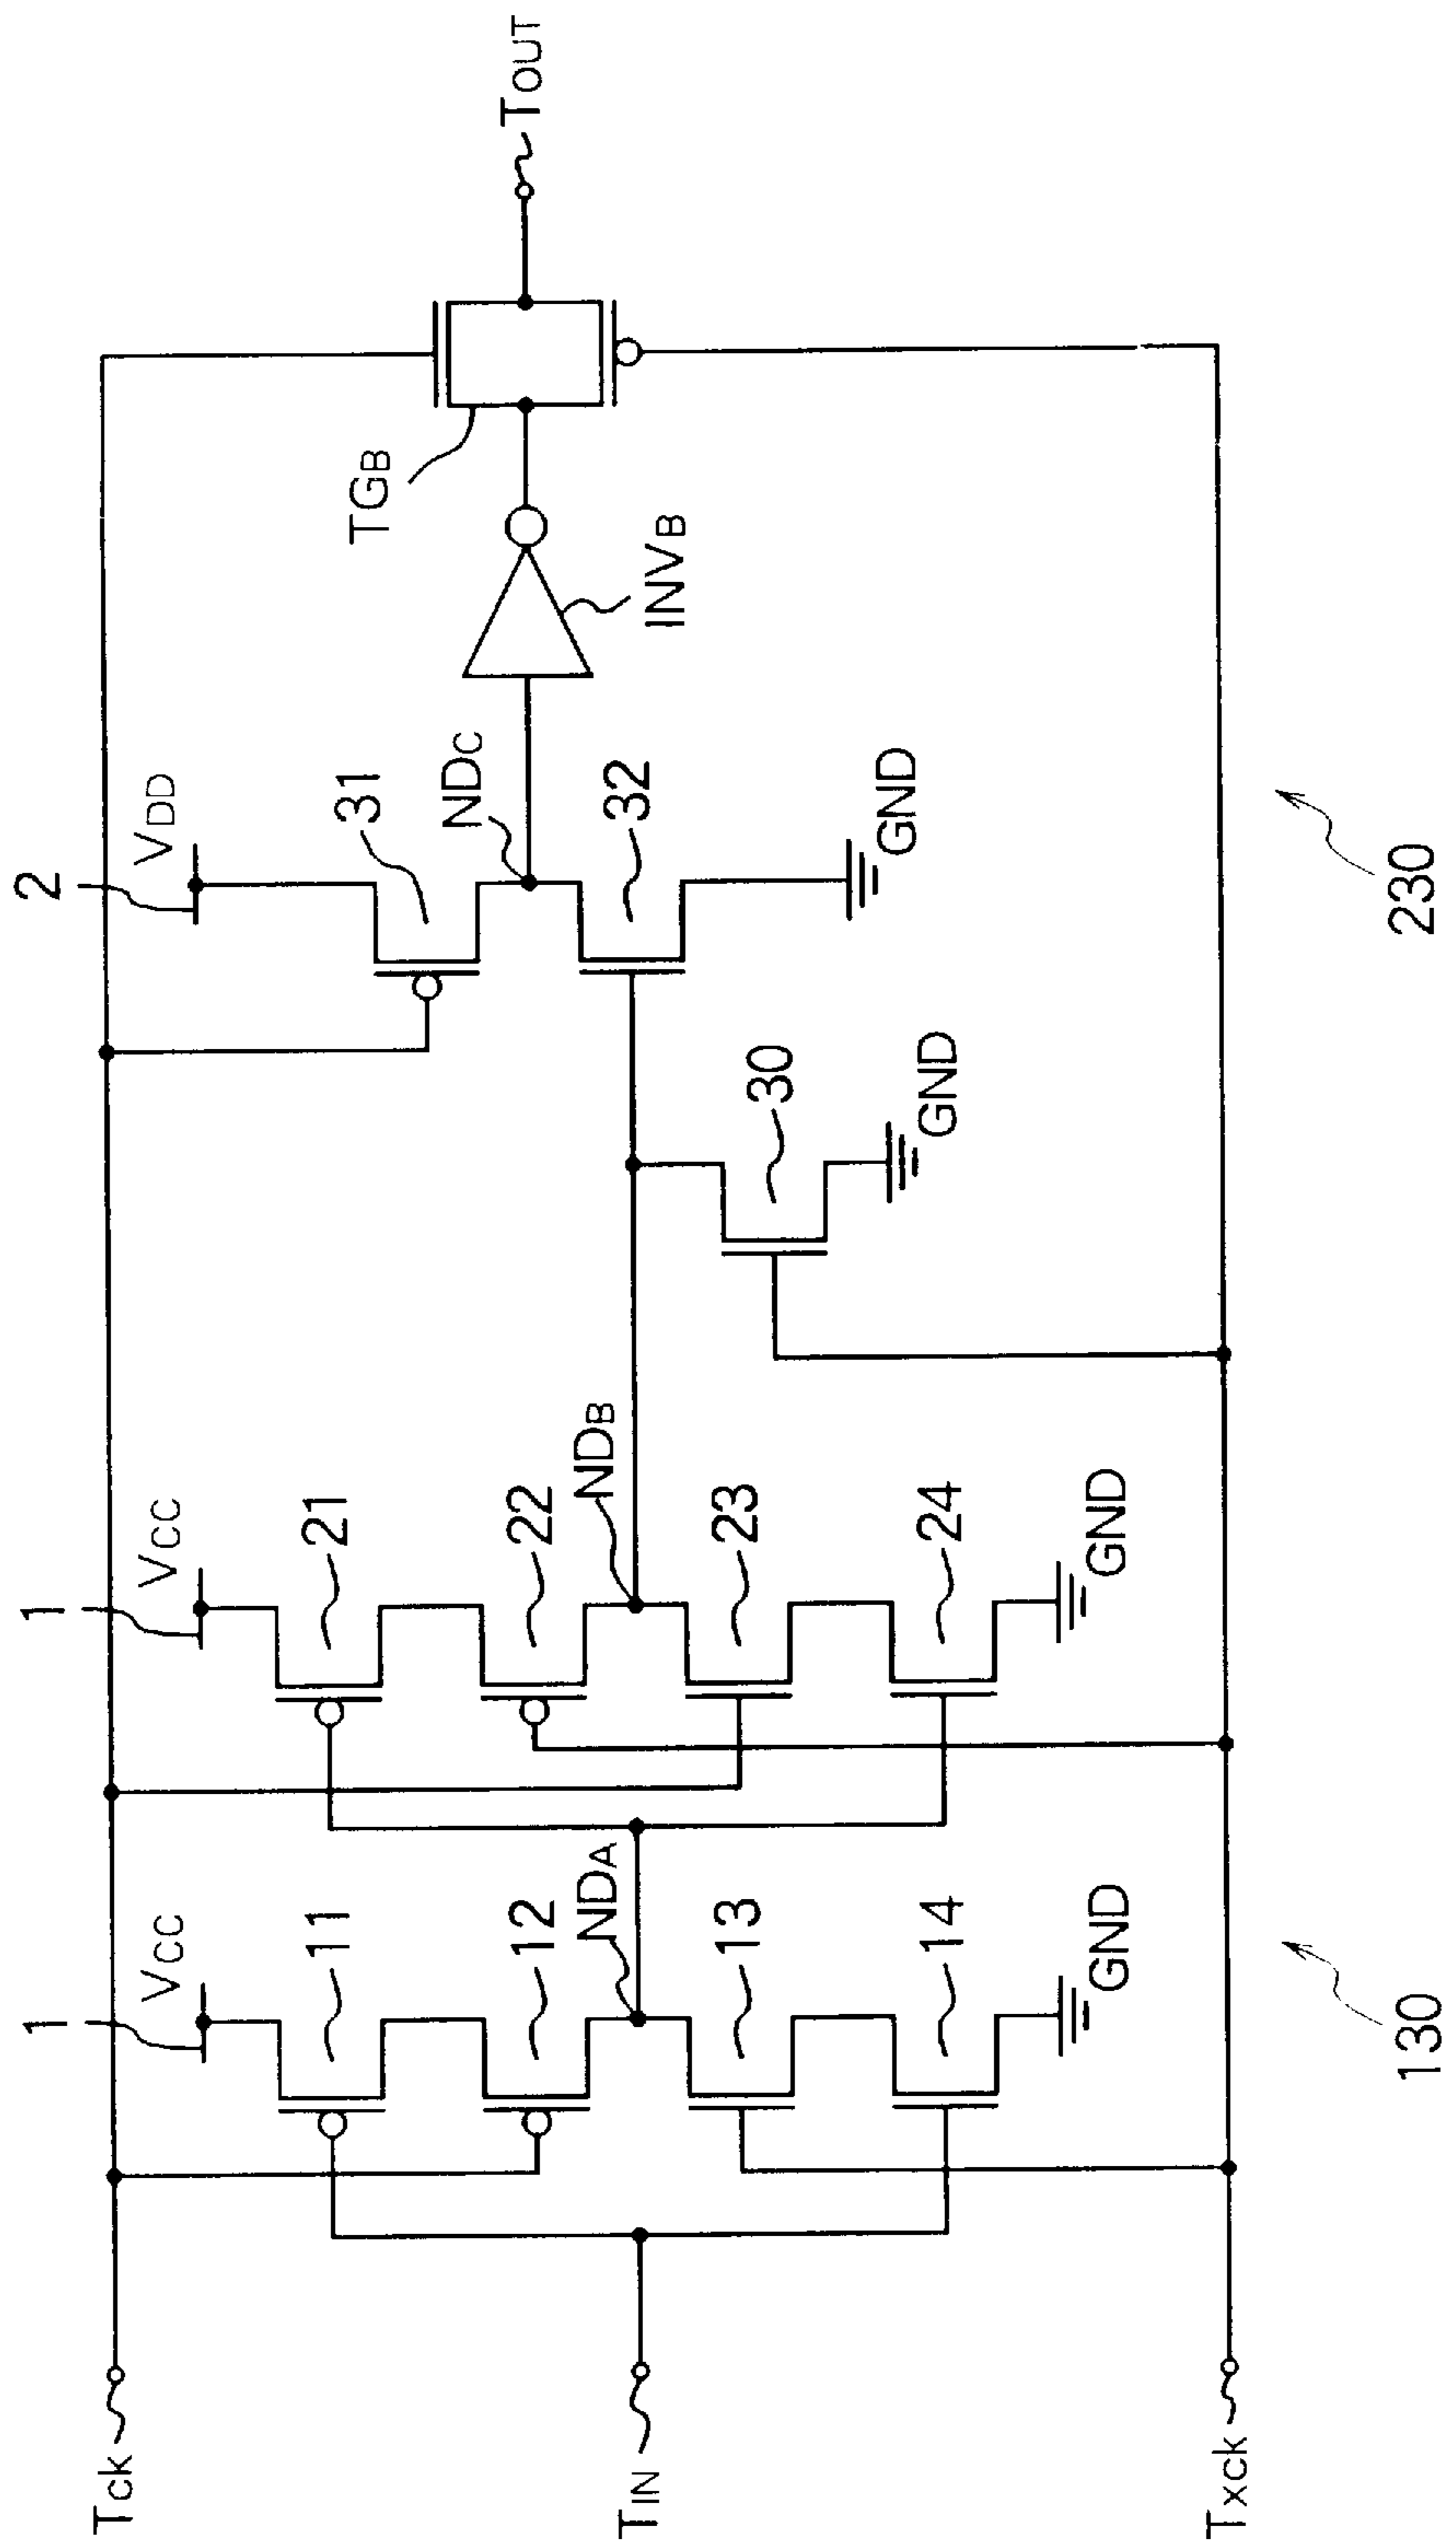 TCK
TIN
TXCK
1
VCC
11
12
NDA
13
14
GND
130
1
VCC
21
22
NDB
23
24
GND
30
GND
2
VDD
31
NDC
32
GND
230
INVB
TGB
TOUT